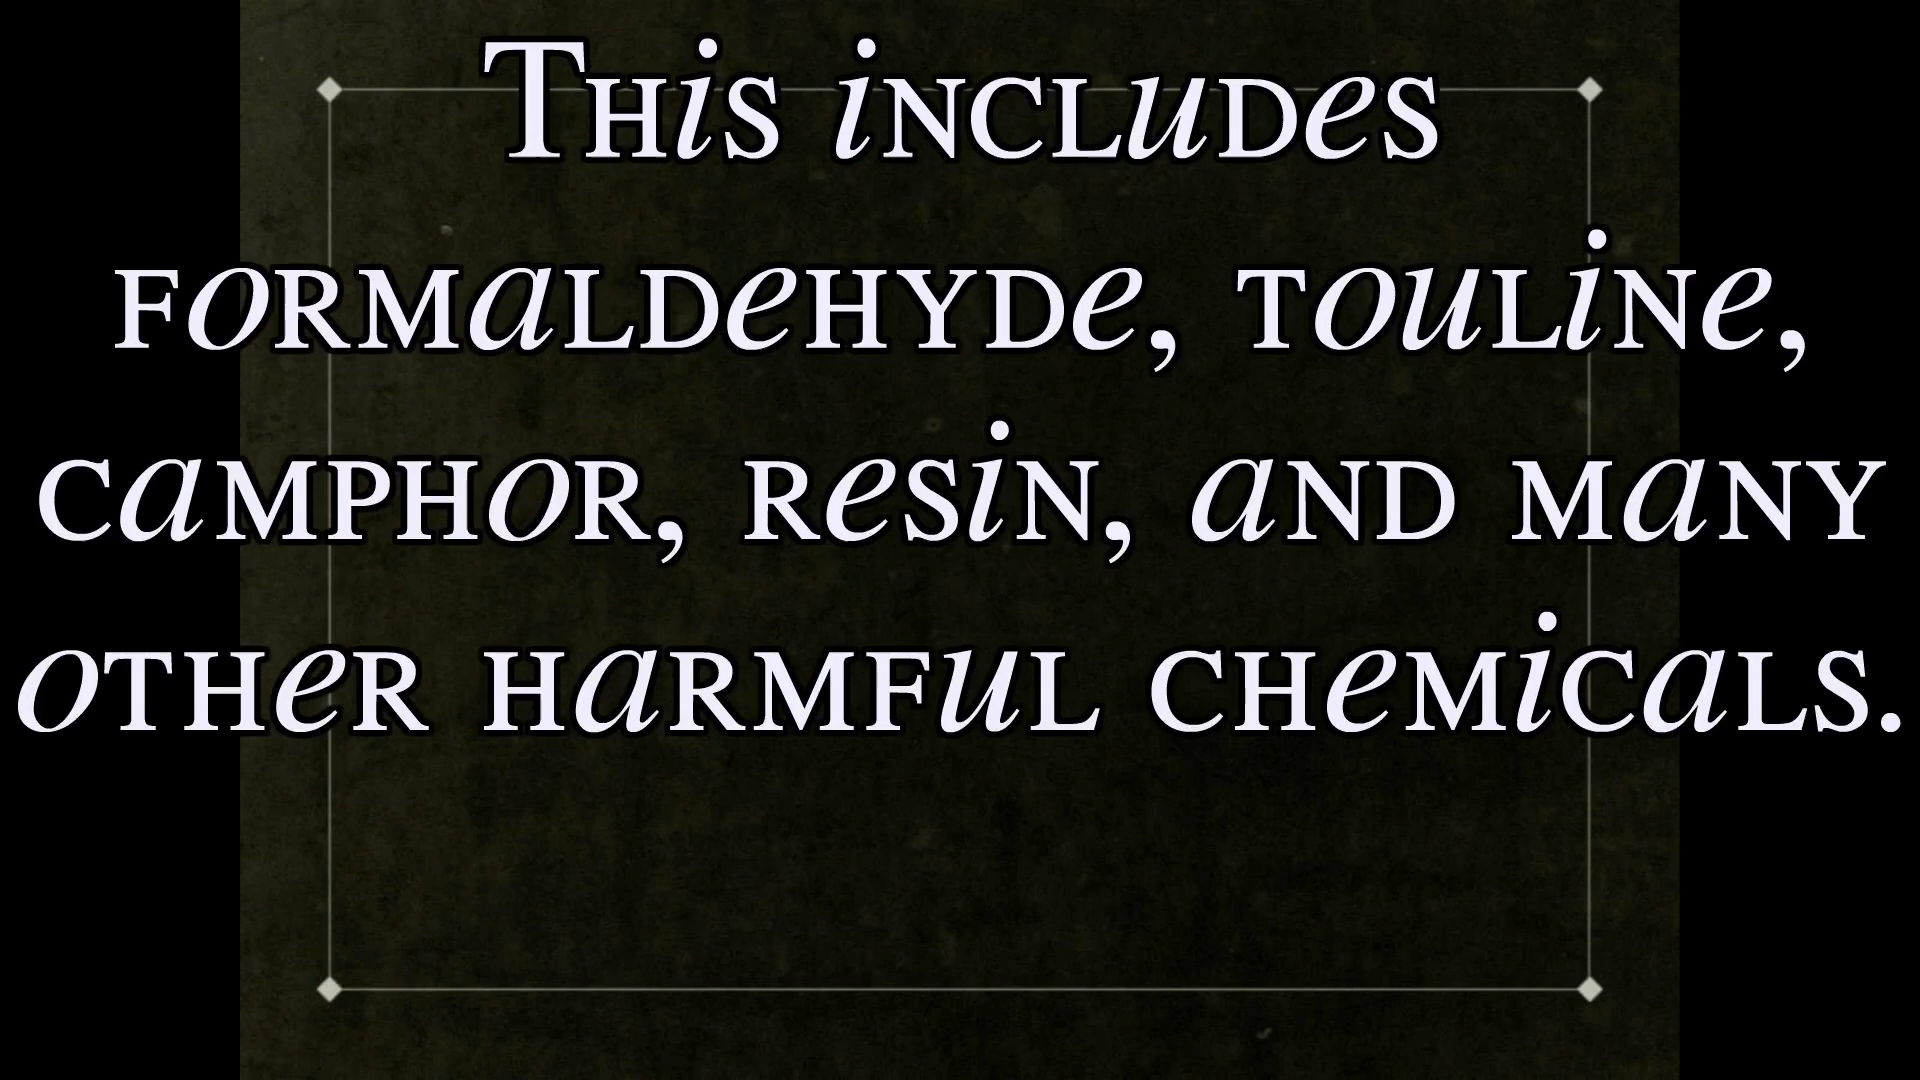 This includes
formaldehyde, touline,
camphor, resin, and many
other harmful chemicals.